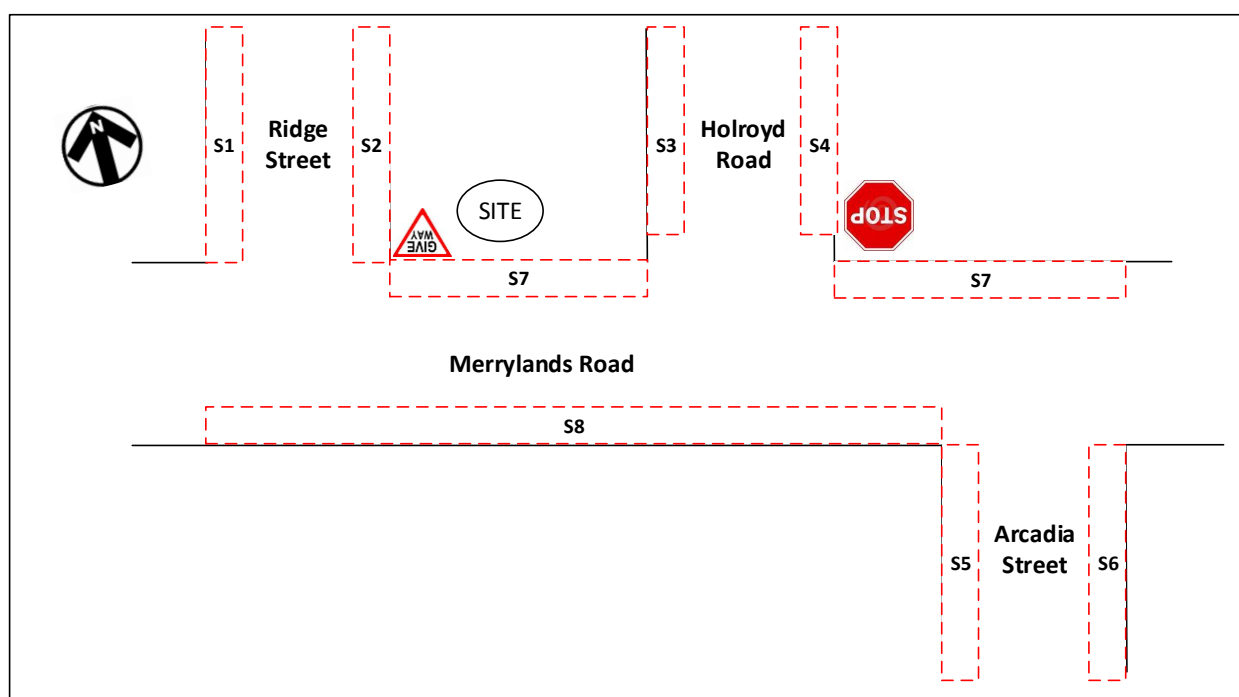 N
S1
Ridge
Street
S2
S3
Holroyd
Road
S4
SITE
GIVE
WAY
STOP
S7
S7
Merrylands Road
S8
S5
Arcadia
Street
S6